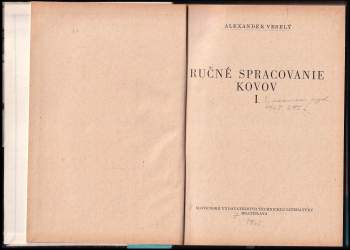 ALEXANDER VESELÝ
RUČNÉ SPRACOVANIE
KOVOV
I.
SLOVENSKÉ VYDAVATEĽSTVO TECHNICKEJ LITERATÚRY
BRATISLAVA